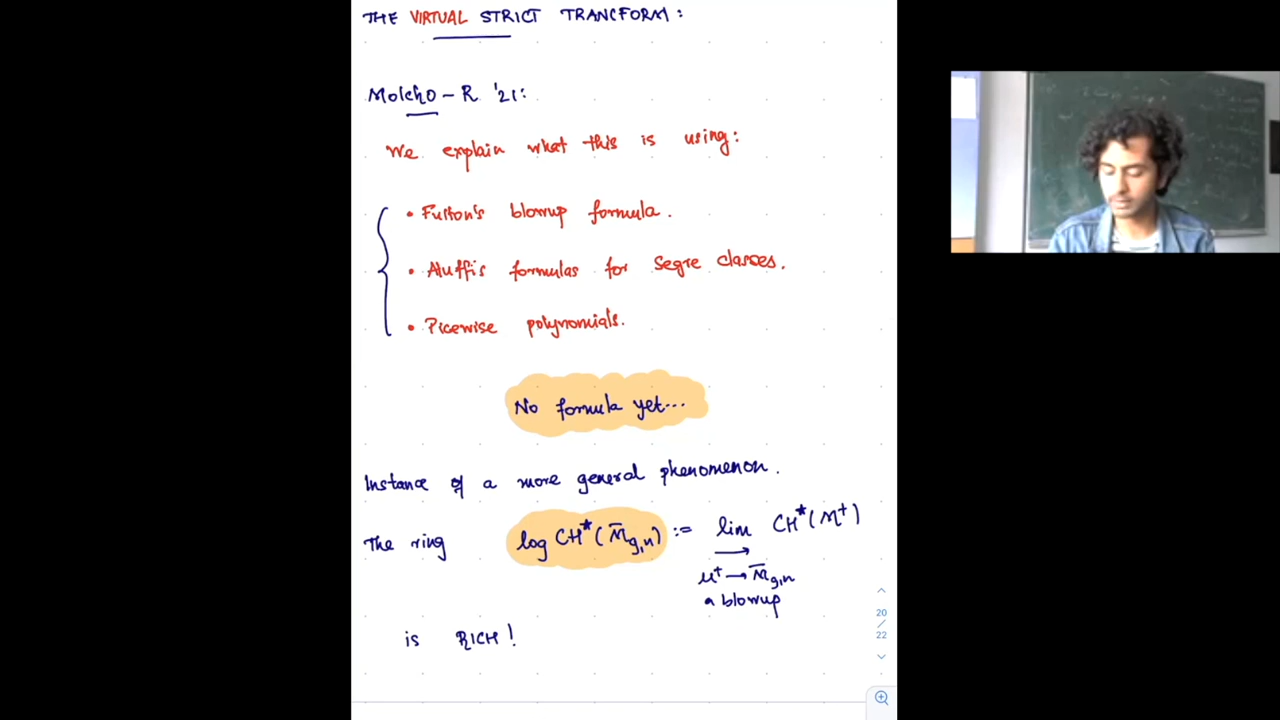 THE VIRTUAL STRICT TRANCFORM:
Molcho - R '21:
We explain what this is using:
• Fulton's blowup formula.
• Aluffi's formulas for Segre classes.
• Picewise polynomials.
No formula yet...
Instance of a more general phenomenon.
The ring log CH*(M̄g,n) := lim CH*(M+)
⟶
M+ → M̄g,n
a blowup
is RICH!
20
/
22